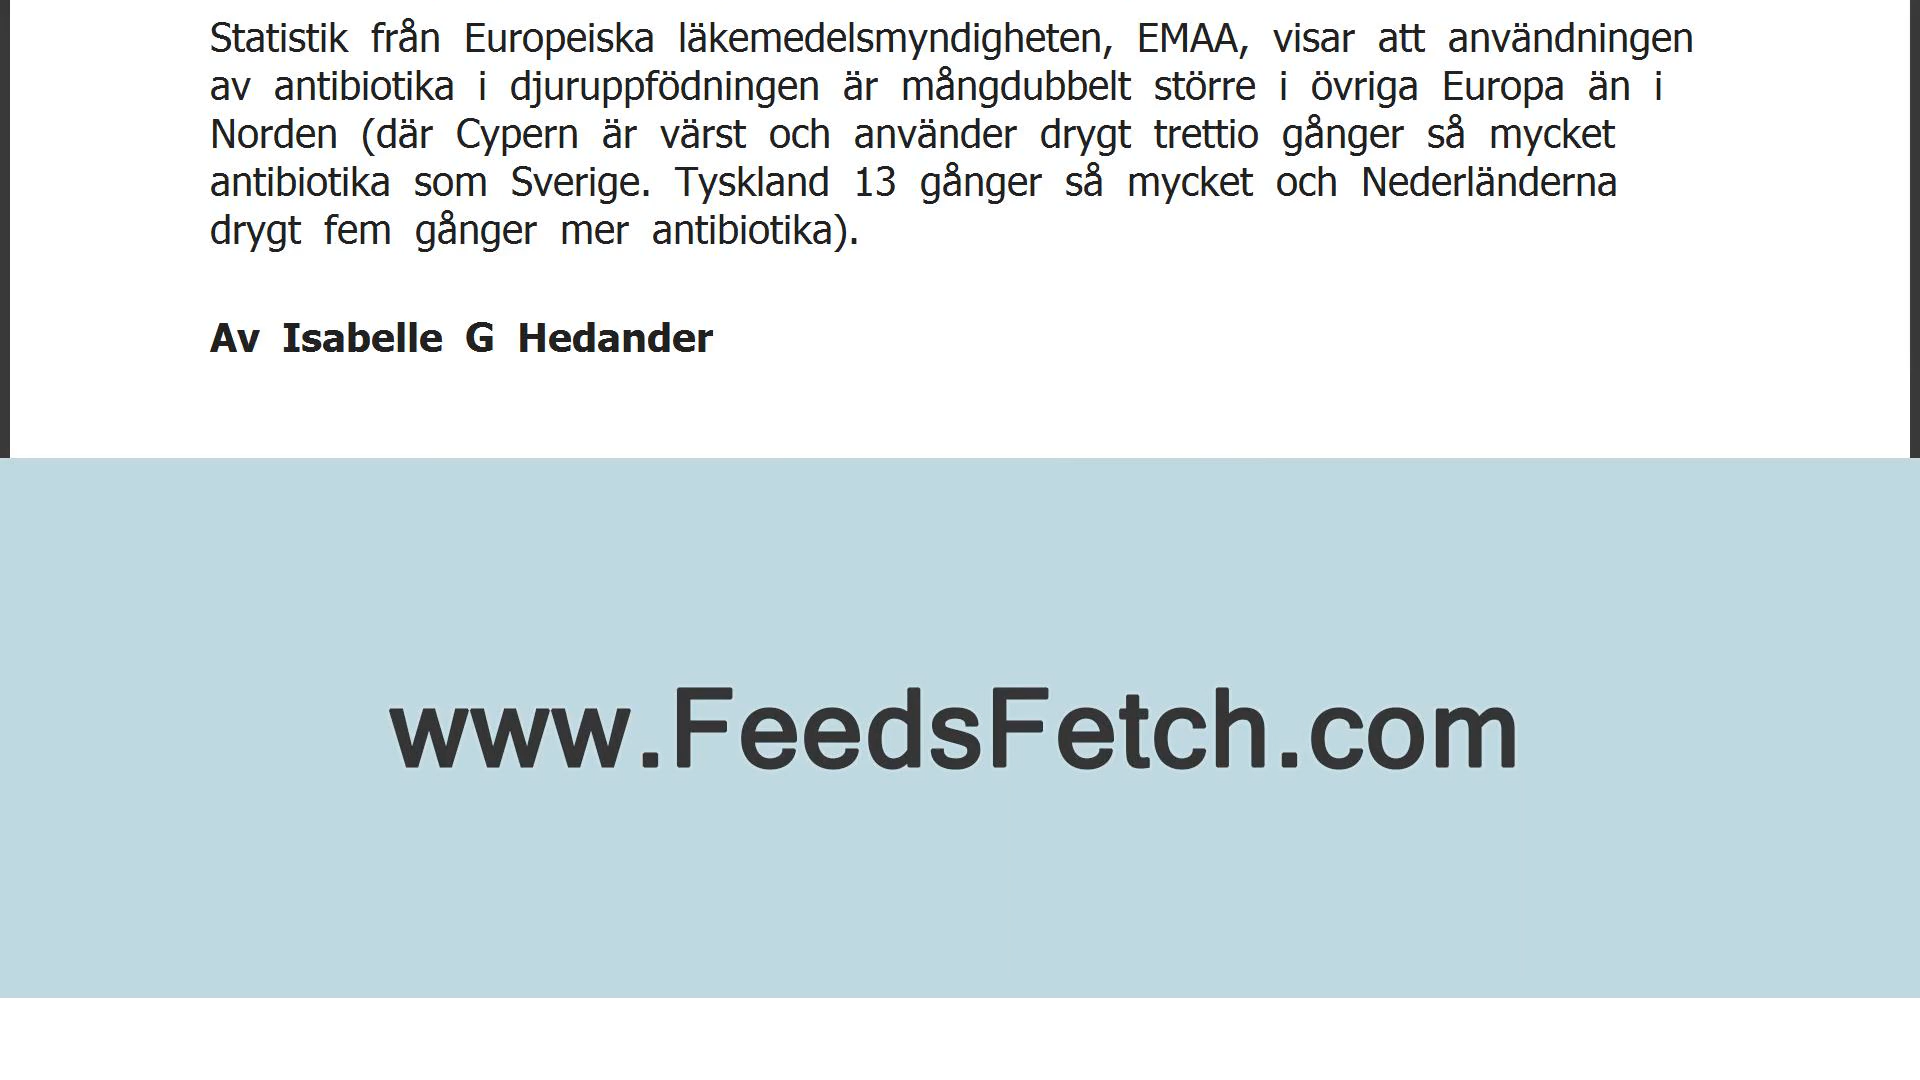 Statistik från Europeiska läkemedelsmyndigheten, EMAA, visar att användningen
av antibiotika i djuruppfödningen är mångdubbelt större i övriga Europa än i
Norden (där Cypern är värst och använder drygt trettio gånger så mycket
antibiotika som Sverige. Tyskland 13 gånger så mycket och Nederländerna
drygt fem gånger mer antibiotika).
Av Isabelle G Hedander
www.FeedsFetch.com